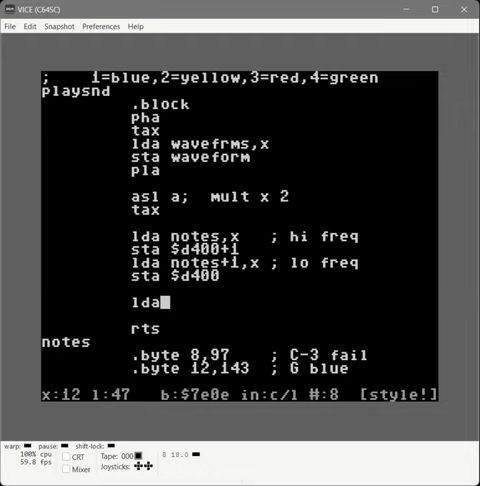 VICE (C64SC)
File Edit Snapshot Preferences Help
; 1=blue,2=yellow,3=red,4=green
playsnd
.block
pha
tax
lda wavefrms,x
sta waveform
pla
asl a; mult x 2
tax
lda notes,x ; hi freq
sta $d400+1
lda notes+1,x ; lo freq
sta $d400
lda
rts
notes
.byte 8,97 ; C-3 fail
.byte 12,143 ; G blue
x:12 l:47 b:$7e0e in:c/l #:8 [style!]
warp: pause: shift-lock:
100% cpu
59.8 fps
CRT
Mixer
Tape: 000
Joysticks:
8 18.0